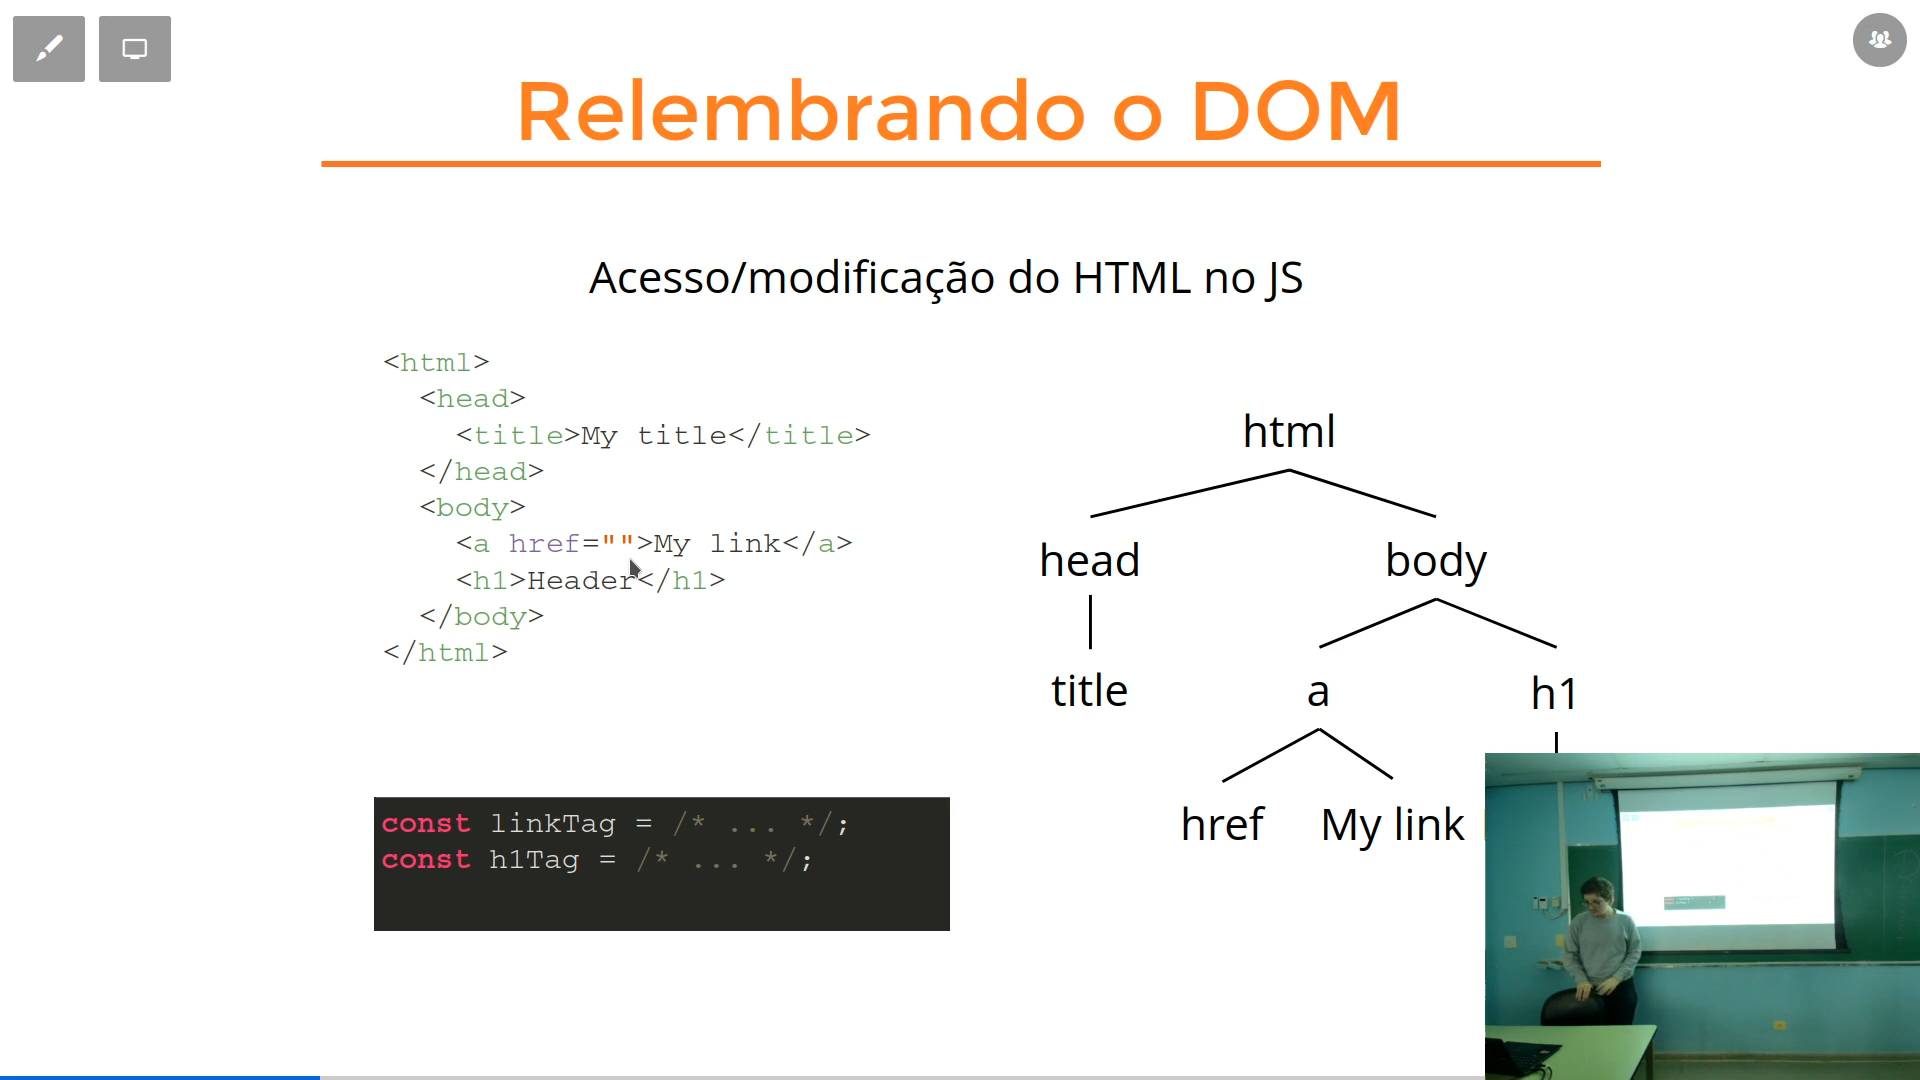 Relembrando o DOM
Acesso/modificação do HTML no JS
<html>
<head>
<title>My title</title>
</head>
<body>
<a href="">My link</a>
<h1>Header</h1>
</body>
</html>
html
head body
title a h1
href My link
const linkTag = /* ... */;
const h1Tag = /* ... */;